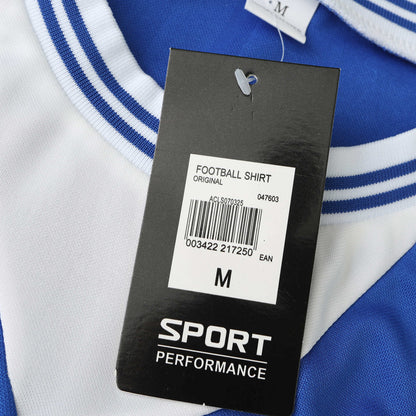 M
FOOTBALL SHIRT
ORIGINAL
047603
ACLS070325
003422 217250
EAN
M
SPORT
PERFORMANCE